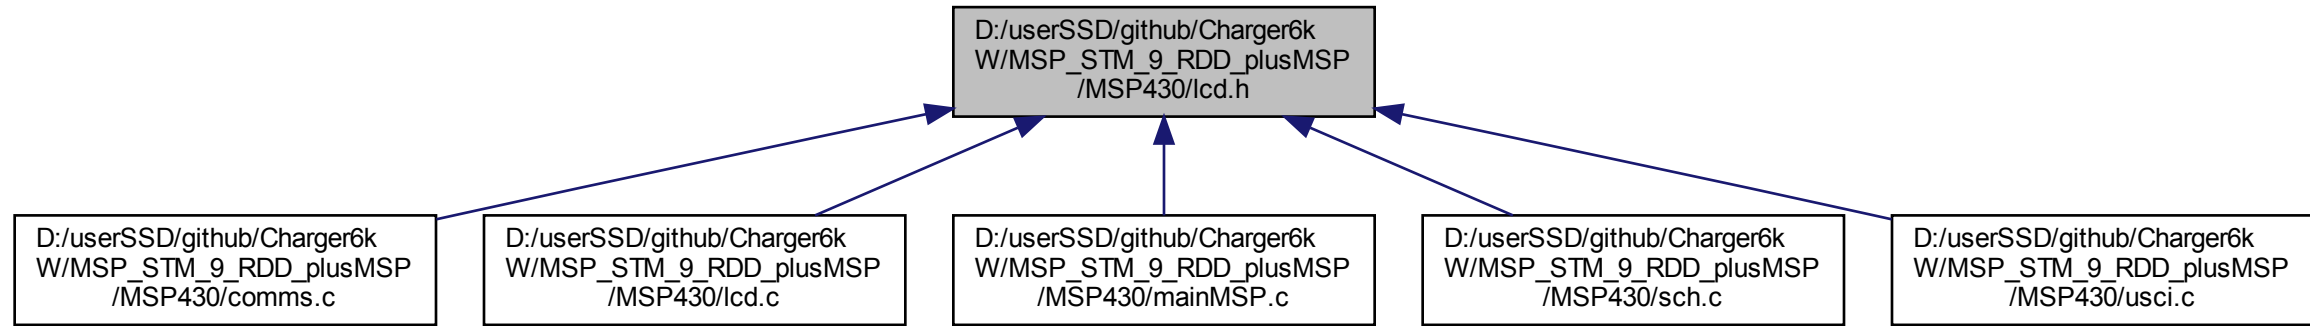 D:/userSSD/github/Charger6k
W/MSP_STM_9_RDD_plusMSP
/MSP430/lcd.h
D:/userSSD/github/Charger6k
W/MSP_STM_9_RDD_plusMSP
/MSP430/comms.c
D:/userSSD/github/Charger6k
W/MSP_STM_9_RDD_plusMSP
/MSP430/lcd.c
D:/userSSD/github/Charger6k
W/MSP_STM_9_RDD_plusMSP
/MSP430/mainMSP.c
D:/userSSD/github/Charger6k
W/MSP_STM_9_RDD_plusMSP
/MSP430/sch.c
D:/userSSD/github/Charger6k
W/MSP_STM_9_RDD_plusMSP
/MSP430/usci.c